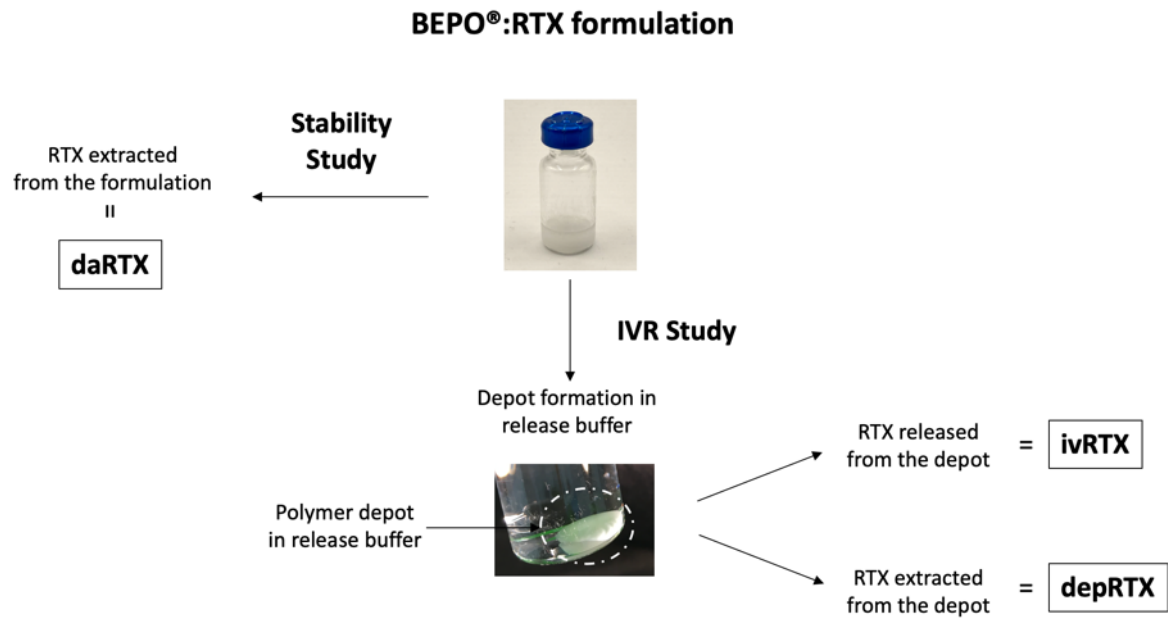 BEPO®:RTX formulation
Stability
Study
RTX extracted
from the formulation
=
daRTX
IVR Study
Depot formation in
release buffer
Polymer depot
in release buffer
RTX released
from the depot
=
ivRTX
RTX extracted
from the depot
=
depRTX